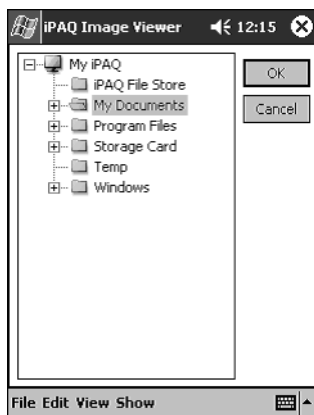 iPAQ Image Viewer 12:15
My iPAQ
OK
iPAQ File Store
My Documents
Cancel
Program Files
Storage Card
Temp
Windows
File Edit View Show